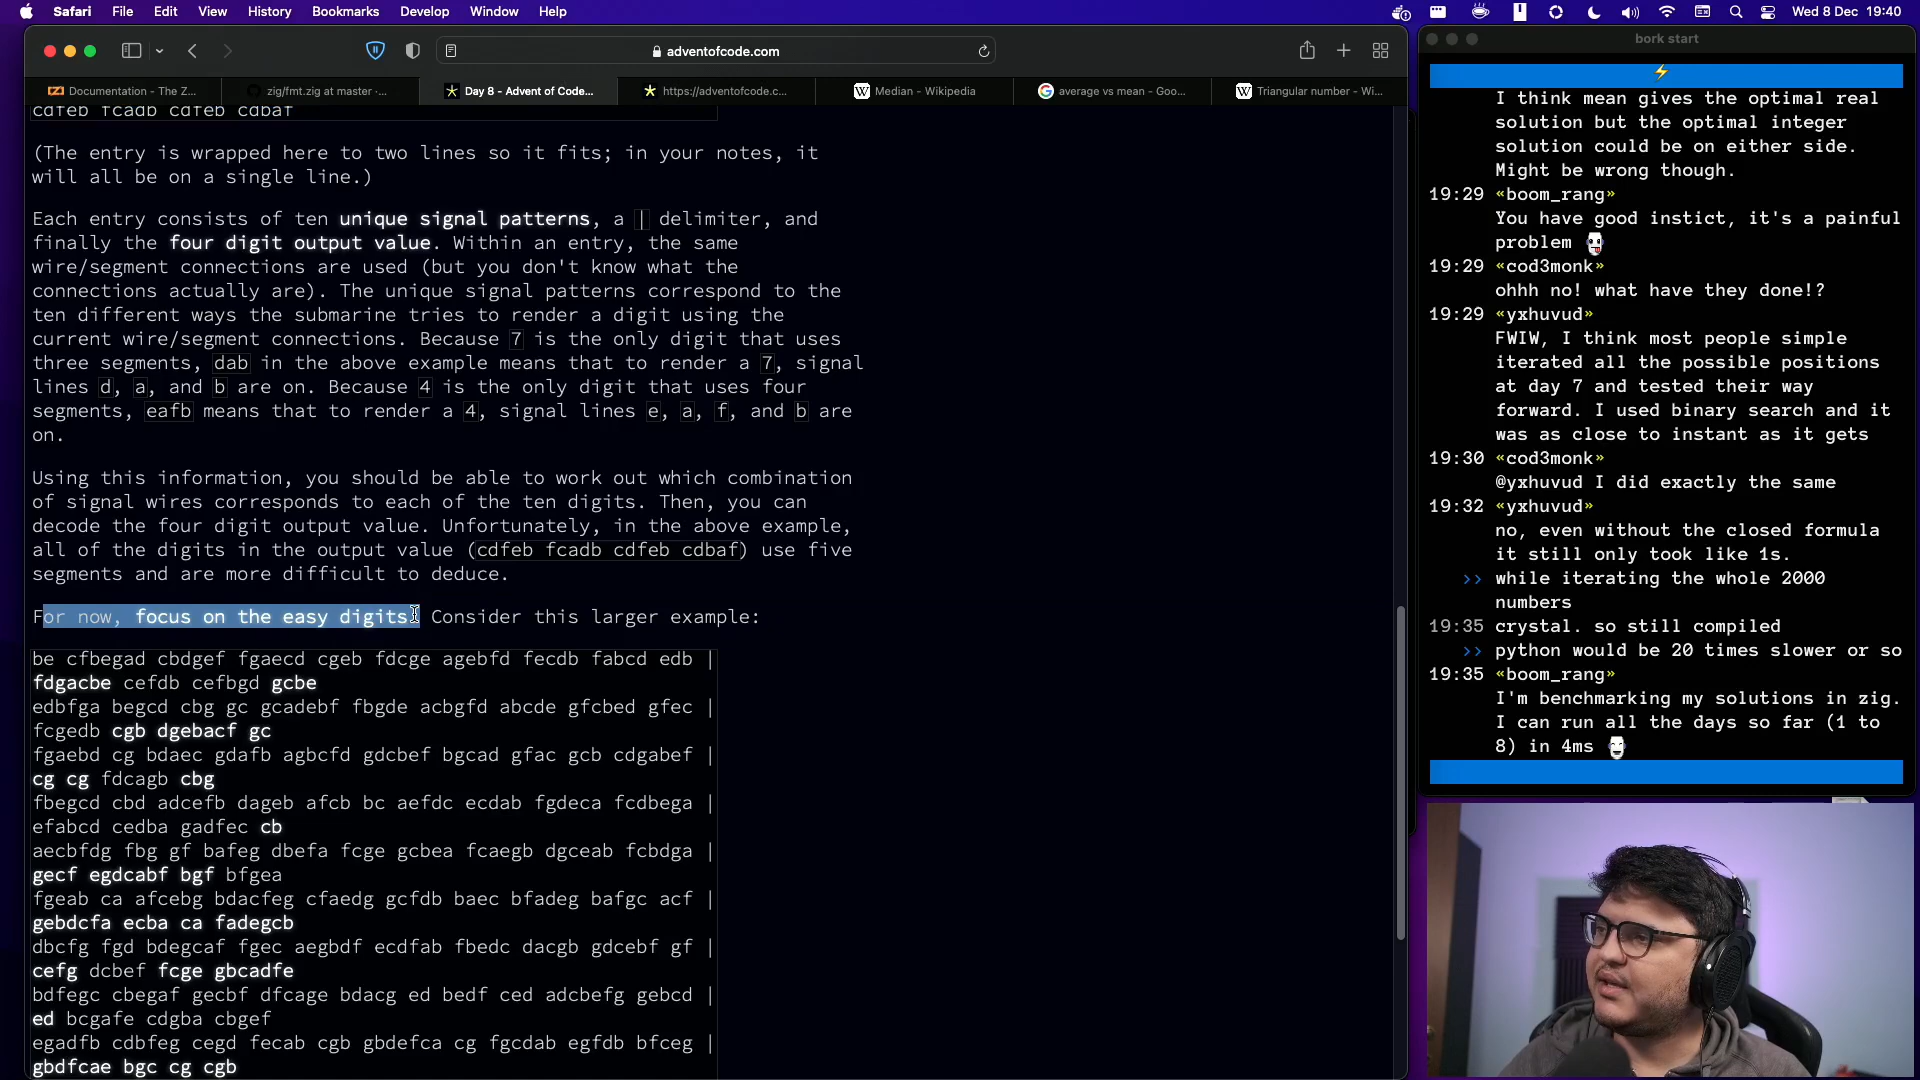 Safari File Edit View History Bookmarks Develop Window Help
Wed 8 Dec 19:40
adventofcode.com
Documentation - The Z...
zig/fmt.zig at master ·...
Day 8 - Advent of Code...
https://adventofcode.c...
Median - Wikipedia
average vs mean - Goo...
Triangular number - Wi...
cdfeb fcadb cdfeb cdbaf
(The entry is wrapped here to two lines so it fits; in your notes, it
will all be on a single line.)
Each entry consists of ten unique signal patterns, a | delimiter, and
finally the four digit output value. Within an entry, the same
wire/segment connections are used (but you don't know what the
connections actually are). The unique signal patterns correspond to the
ten different ways the submarine tries to render a digit using the
current wire/segment connections. Because 7 is the only digit that uses
three segments, dab in the above example means that to render a 7, signal
lines d, a, and b are on. Because 4 is the only digit that uses four
segments, eafb means that to render a 4, signal lines e, a, f, and b are
on.
Using this information, you should be able to work out which combination
of signal wires corresponds to each of the ten digits. Then, you can
decode the four digit output value. Unfortunately, in the above example,
all of the digits in the output value (cdfeb fcadb cdfeb cdbaf) use five
segments and are more difficult to deduce.
For now, focus on the easy digits. Consider this larger example:
be cfbegad cbdgef fgaecd cgeb fdcge agebfd fecdb fabcd edb |
fdgacbe cefdb cefbgd gcbe
edbfga begcd cbg gc gcadebf fbgde acbgfd abcde gfcbed gfec |
fcgedb cgb dgebacf gc
fgaebd cg bdaec gdafb agbcfd gdcbef bgcad gfac gcb cdgabef |
cg cg fdcagb cbg
fbegcd cbd adcefb dageb afcb bc aefdc ecdab fgdeca fcdbega |
efabcd cedba gadfec cb
aecbfdg fbg gf bafeg dbefa fcge gcbea fcaegb dgceab fcbdga |
gecf egdcabf bgf bfgea
fgeab ca afcebg bdacfeg cfaedg gcfdb baec bfadeg bafgc acf |
gebdcfa ecba ca fadegcb
dbcfg fgd bdegcaf fgec aegbdf ecdfab fbedc dacgb gdcebf gf |
cefg dcbef fcge gbcadfe
bdfegc cbegaf gecbf dfcage bdacg ed bedf ced adcbefg gebcd |
ed bcgafe cdgba cbgef
egadfb cdbfeg cegd fecab cgb gbdefca cg fgcdab egfdb bfceg |
gbdfcae bgc cg cgb
bork start
I think mean gives the optimal real
solution but the optimal integer
solution could be on either side.
Might be wrong though.
19:29 «boom_rang»
You have good instict, it's a painful
problem
19:29 «cod3monk»
ohhh no! what have they done!?
19:29 «yxhuvud»
FWIW, I think most people simple
iterated all the possible positions
at day 7 and tested their way
forward. I used binary search and it
was as close to instant as it gets
19:30 «cod3monk»
@yxhuvud I did exactly the same
19:32 «yxhuvud»
no, even without the closed formula
it still only took like 1s.
>> while iterating the whole 2000
numbers
19:35 crystal. so still compiled
>> python would be 20 times slower or so
19:35 «boom_rang»
I'm benchmarking my solutions in zig.
I can run all the days so far (1 to
8) in 4ms